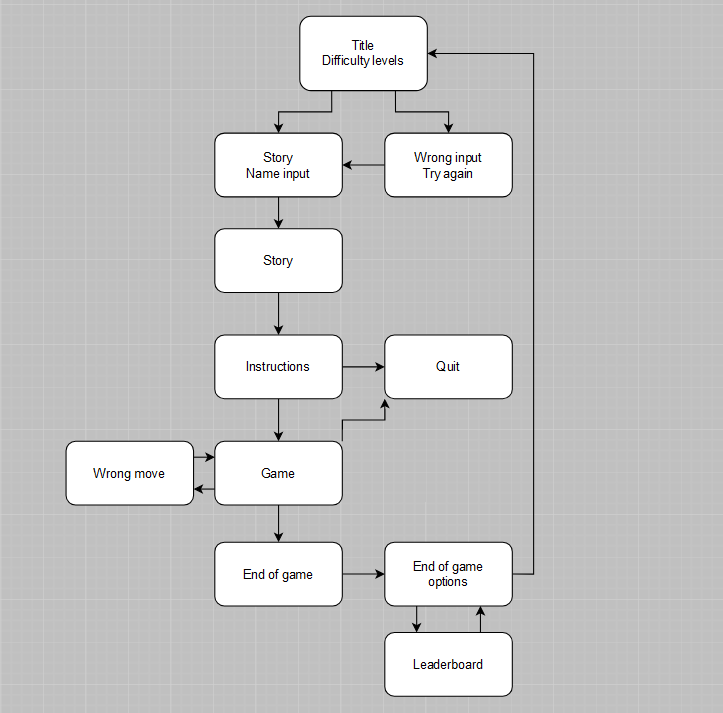 Title
Difficulty levels
Story
Name input
Wrong input
Try again
Story
Instructions
Quit
Wrong move
Game
End of game
End of game
options
Leaderboard